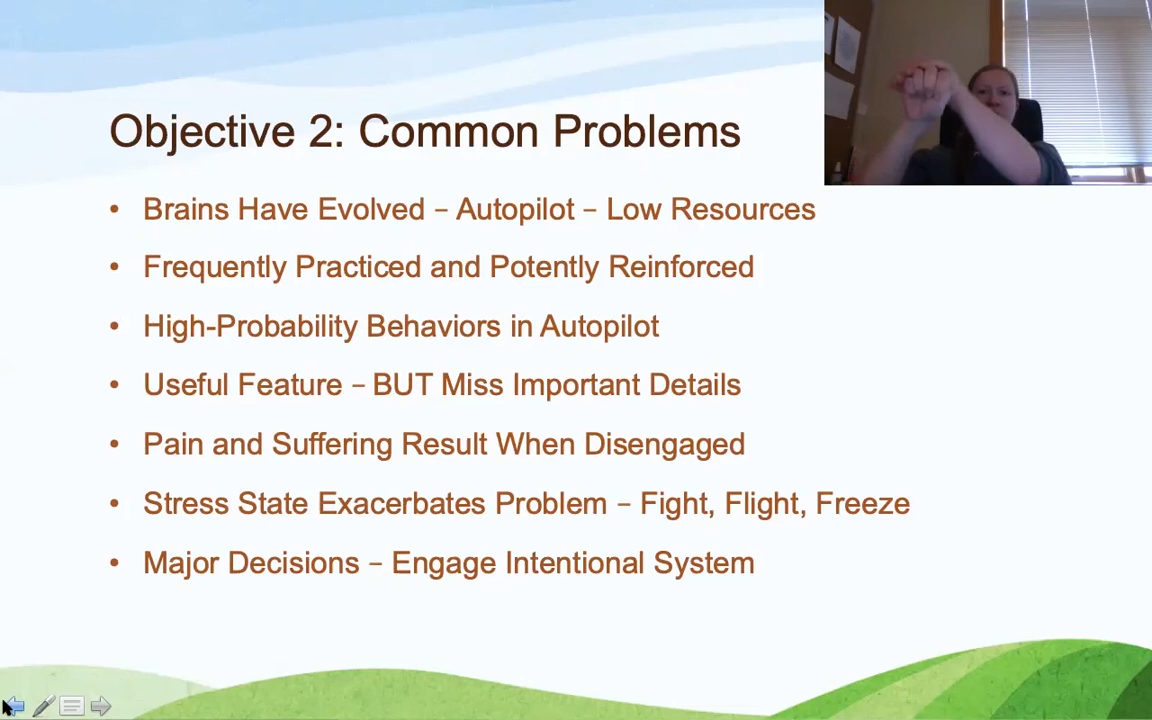 Objective 2: Common Problems
• Brains Have Evolved – Autopilot – Low Resources
• Frequently Practiced and Potently Reinforced
• High-Probability Behaviors in Autopilot
• Useful Feature – BUT Miss Important Details
• Pain and Suffering Result When Disengaged
• Stress State Exacerbates Problem – Fight, Flight, Freeze
• Major Decisions – Engage Intentional System